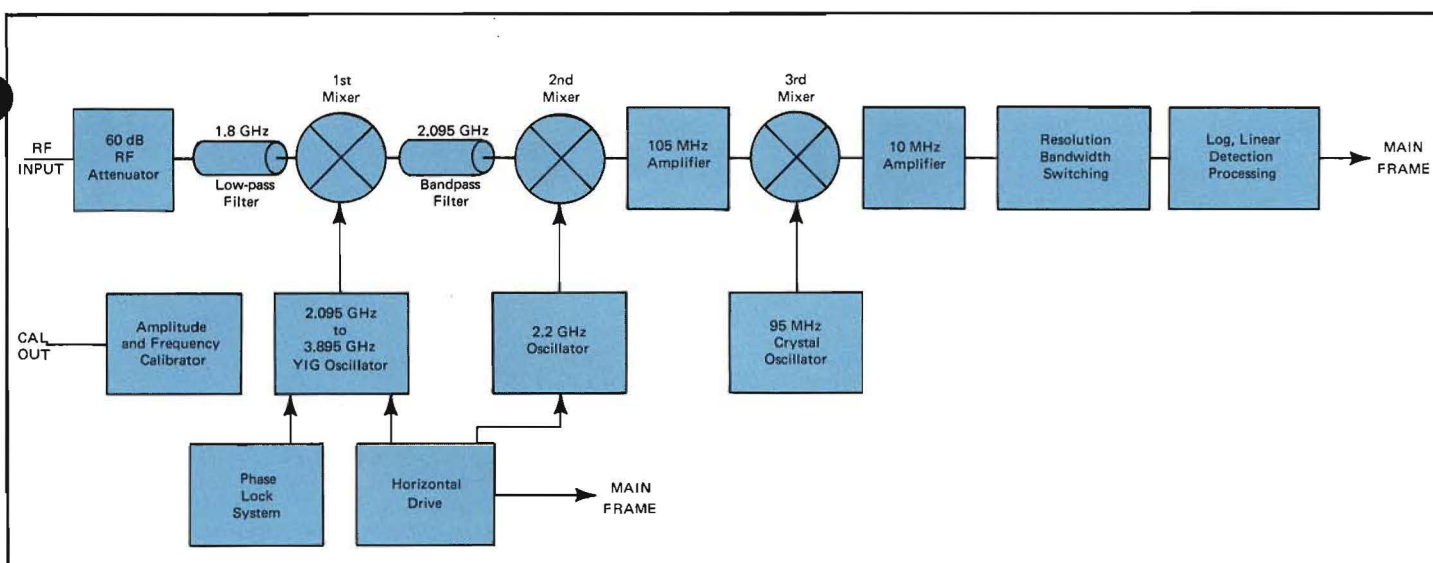 1st
Mixer
2nd
Mixer
3rd
Mixer
RF
INPUT
60 dB
RF
Attenuator
1.8 GHz
Low-pass
Filter
2.095 GHz
Bandpass
Filter
105 MHz
Amplifier
10 MHz
Amplifier
Resolution
Bandwidth
Switching
Log, Linear
Detection
Processing
MAIN
FRAME
CAL
OUT
Amplitude
and Frequency
Calibrator
2.095 GHz
to
3.895 GHz
YIG Oscillator
2.2 GHz
Oscillator
95 MHz
Crystal
Oscillator
Phase
Lock
System
Horizontal
Drive
MAIN
FRAME